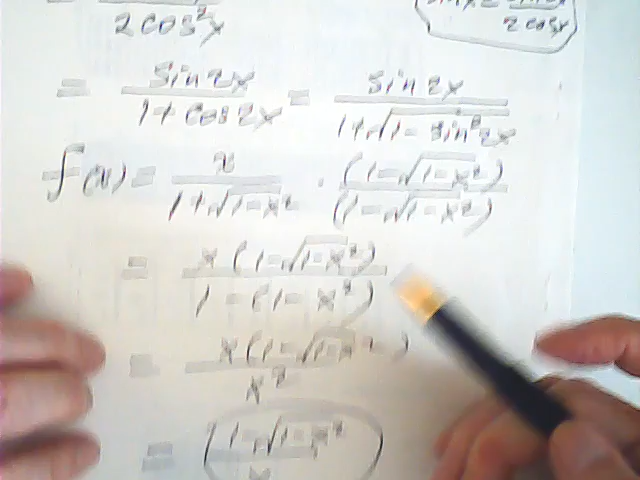 2cos²x
2cosx
= sin2x / 1+cos2x = sin2x / 1+√1-sin²2x
f(x) = x / 1+√1-x² · (1-√1-x²) / (1-√1-x²)
= x(1-√1-x²) / 1-(1-x²)
= x(1-√1-x²) / x²
= 1-√1-x² / x